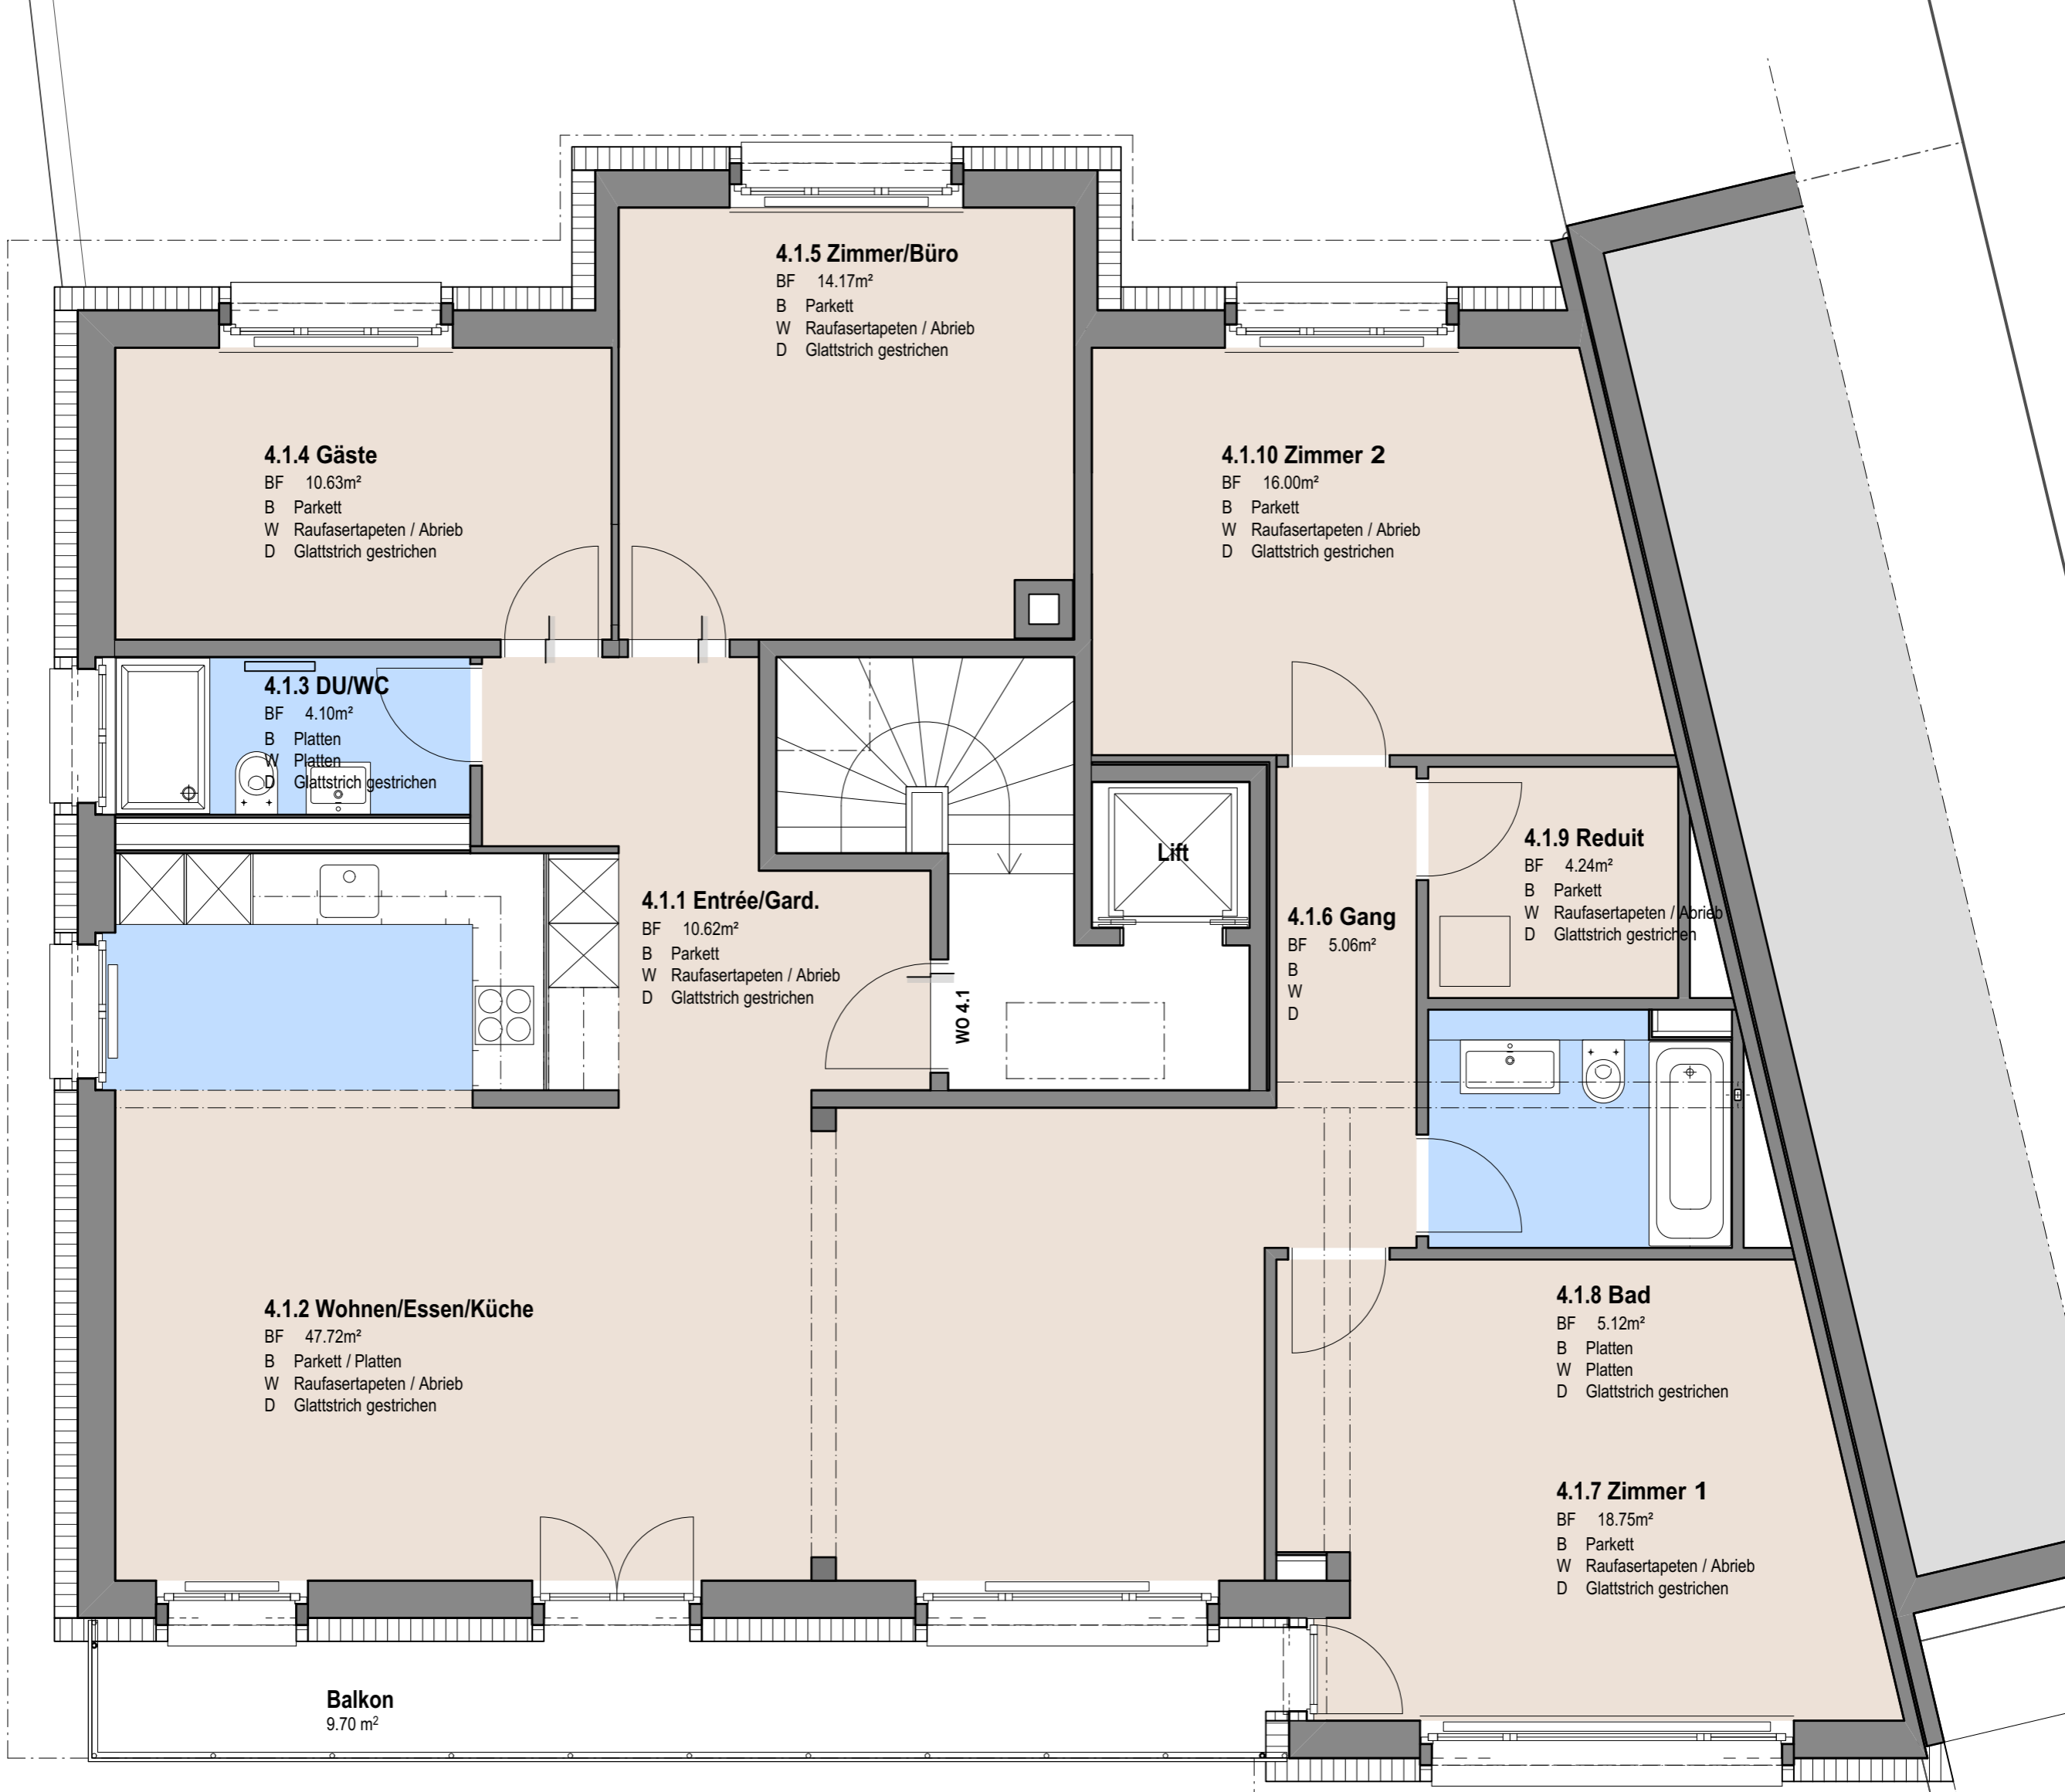 4.1.5 Zimmer/Büro
BF 14.17m²
B Parkett
W Raufasertapeten / Abrieb
D Glattstrich gestrichen
4.1.4 Gäste
BF 10.63m²
B Parkett
W Raufasertapeten / Abrieb
D Glattstrich gestrichen
4.1.10 Zimmer 2
BF 16.00m²
B Parkett
W Raufasertapeten / Abrieb
D Glattstrich gestrichen
4.1.3 DU/WC
BF 4.10m²
B Platten
W Platten
D Glattstrich gestrichen
Lift
4.1.9 Reduit
BF 4.24m²
B Parkett
W Raufasertapeten / Abrieb
D Glattstrich gestrichen
4.1.1 Entrée/Gard.
BF 10.62m²
B Parkett
W Raufasertapeten / Abrieb
D Glattstrich gestrichen
WO 4.1
4.1.6 Gang
BF 5.06m²
B
W
D
4.1.2 Wohnen/Essen/Küche
BF 47.72m²
B Parkett / Platten
W Raufasertapeten / Abrieb
D Glattstrich gestrichen
4.1.8 Bad
BF 5.12m²
B Platten
W Platten
D Glattstrich gestrichen
4.1.7 Zimmer 1
BF 18.75m²
B Parkett
W Raufasertapeten / Abrieb
D Glattstrich gestrichen
Balkon
9.70 m²